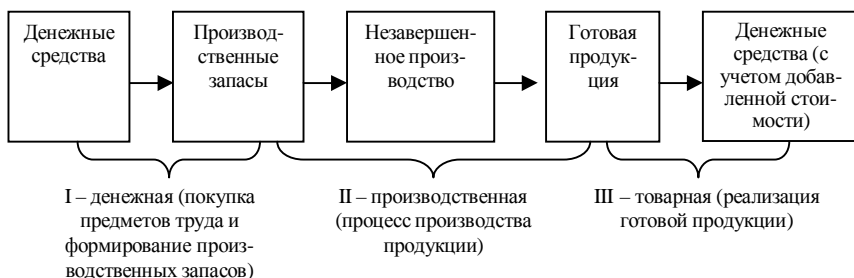 Денежные
средства
Производ-
ственные
запасы
Незавершен-
ное произ-
водство
Готовая
продук-
ция
Денежные
средства (с
учетом добав-
ленной стои-
мости)
I – денежная (покупка
предметов труда и
формирование произ-
водственных запасов)
II – производственная
(процесс производства
продукции)
III – товарная (реализация
готовой продукции)